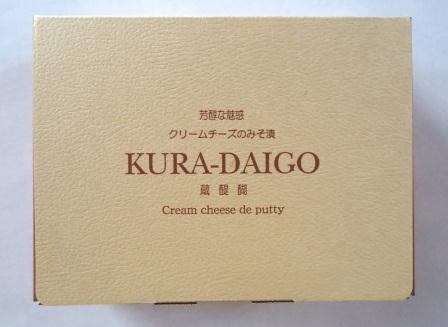 芳醇な魅惑
クリームチーズのみそ漬
KURA-DAIGO
蔵醍醐
Cream cheese de putty